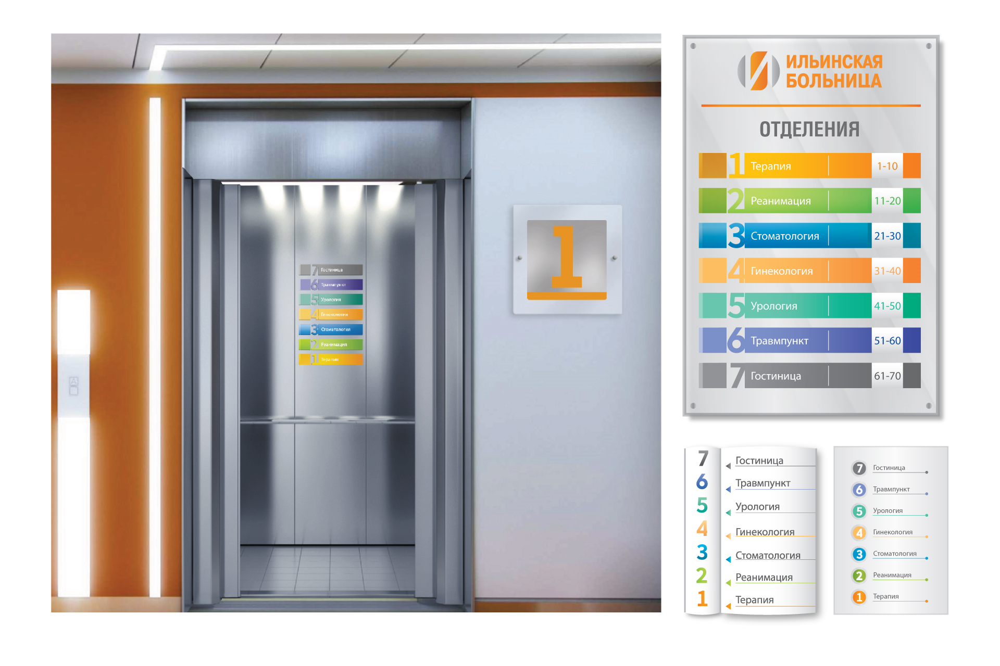 7 Гостиница
6 Травмпункт
5 Урология
4 Гинекология
3 Стоматология
2 Реанимация
1 Терапия
A
1
ИЛЬИНСКАЯ
БОЛЬНИЦА
ОТДЕЛЕНИЯ
1 Терапия 1-10
2 Реанимация 11-20
3 Стоматология 21-30
4 Гинекология 31-40
5 Урология 41-50
6 Травмпункт 51-60
7 Гостиница 61-70
7 Гостиница
6 Травмпункт
5 Урология
4 Гинекология
3 Стоматология
2 Реанимация
1 Терапия
7 Гостиница
6 Травмпункт
5 Урология
4 Гинекология
3 Стоматология
2 Реанимация
1 Терапия